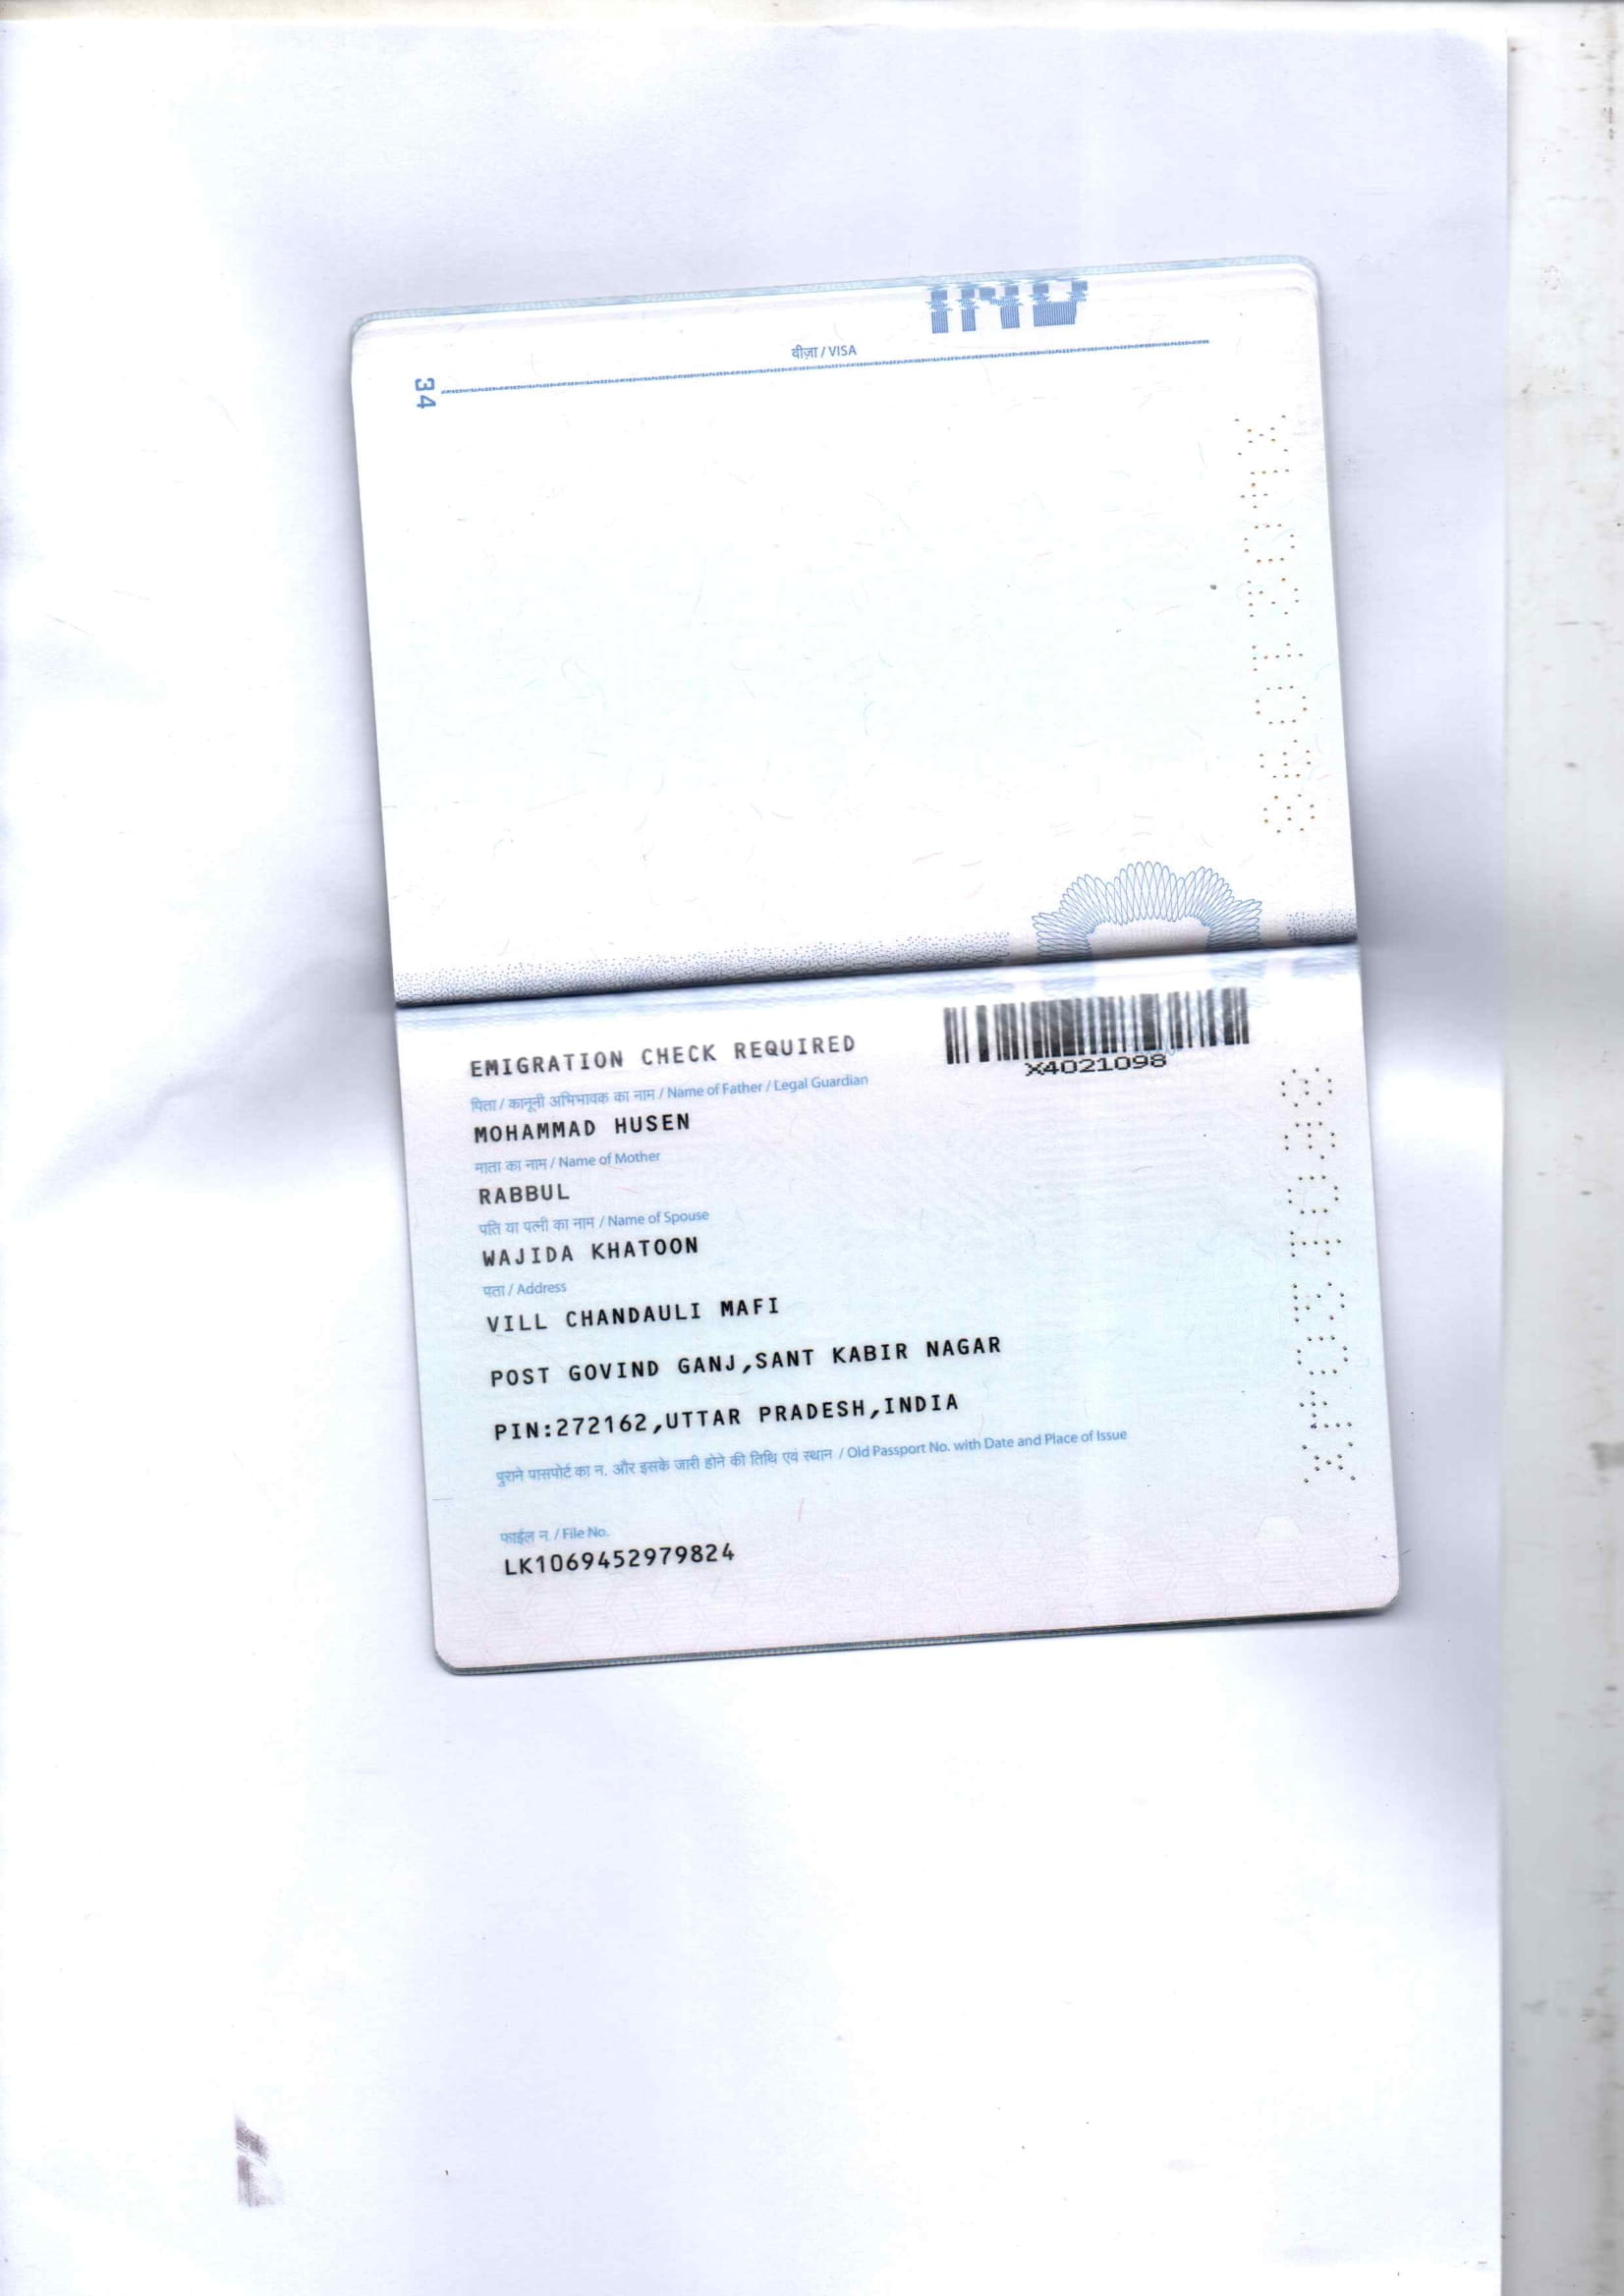 IND
वीज़ा / VISA
34
X4021098
EMIGRATION CHECK REQUIRED
X4021098
पिता / कानूनी अभिभावक का नाम / Name of Father / Legal Guardian
MOHAMMAD HUSEN
माता का नाम / Name of Mother
RABBUL
पति या पत्नी का नाम / Name of Spouse
WAJIDA KHATOON
पता / Address
VILL CHANDAULI MAFI
POST GOVIND GANJ,SANT KABIR NAGAR
PIN:272162,UTTAR PRADESH,INDIA
पुराने पासपोर्ट का न. और इसके जारी होने की तिथि एवं स्थान / Old Passport No. with Date and Place of Issue
फाईल न. / File No.
LK1069452979824
X4021098